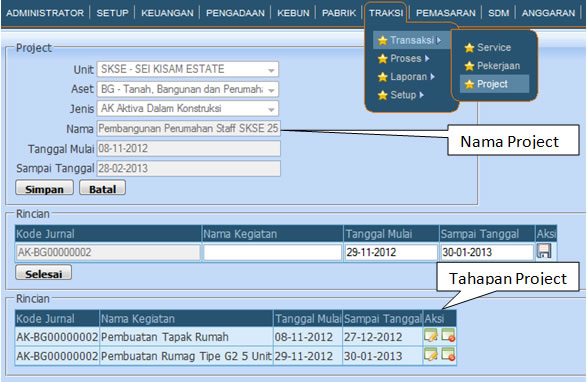 ADMINISTRATOR SETUP KEUANGAN PENGADAAN KEBUN PABRIK TRAKSI PEMASARAN SDM ANGGARAN
Transaksi
Proses
Laporan
Setup
Service
Pekerjaan
Project
Project
Unit SKSE - SEI KISAM ESTATE
Aset BG - Tanah, Bangunan dan Perumaha
Jenis AK Aktiva Dalam Konstruksi
Nama Pembangunan Perumahan Staff SKSE 25
Tanggal Mulai 08-11-2012
Sampai Tanggal 28-02-2013
Simpan Batal
Nama Project
Rincian
Kode Jurnal Nama Kegiatan Tanggal Mulai Sampai Tanggal Aksi
AK-BG00000002 29-11-2012 30-01-2013
Selesai
Tahapan Project
Rincian
Kode Jurnal Nama Kegiatan Tanggal Mulai Sampai Tanggal Aksi
AK-BG00000002 Pembuatan Tapak Rumah 08-11-2012 27-12-2012
AK-BG00000002 Pembuatan Rumag Tipe G2 5 Unit 29-11-2012 30-01-2013